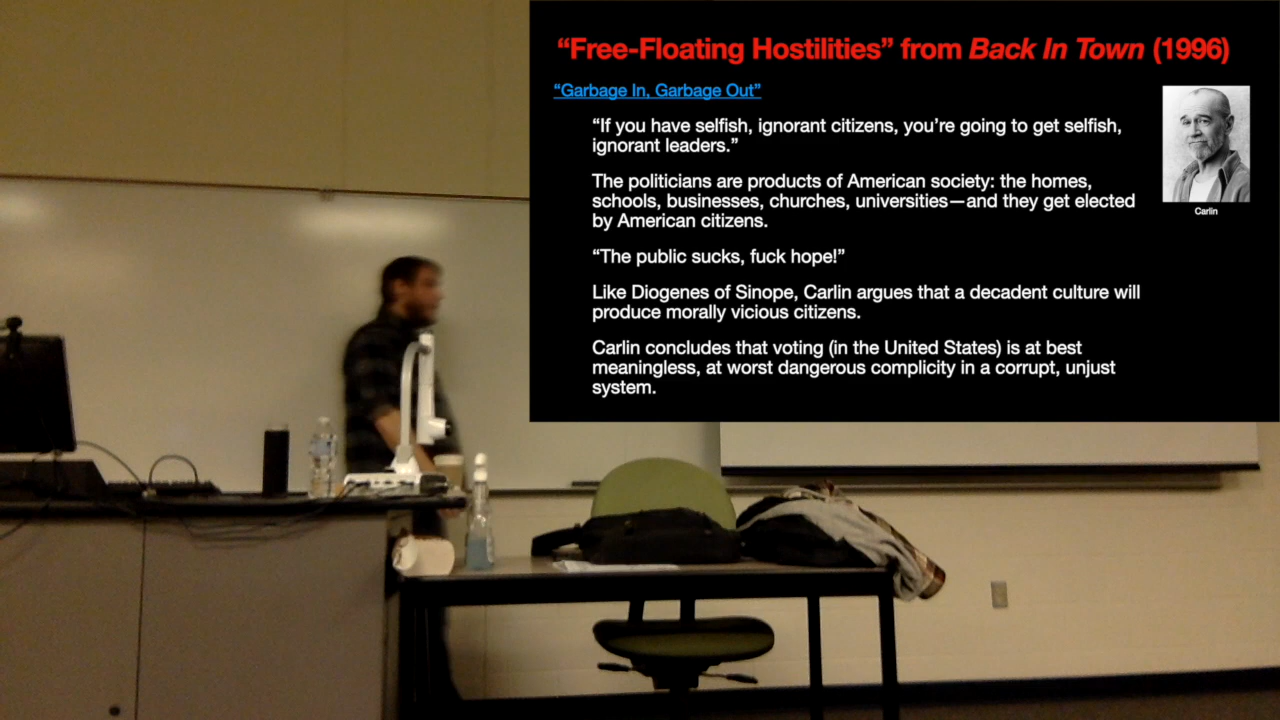 “Free-Floating Hostilities” from Back In Town (1996)
“Garbage In, Garbage Out”
“If you have selfish, ignorant citizens, you’re going to get selfish,
ignorant leaders.”
The politicians are products of American society: the homes,
schools, businesses, churches, universities—and they get elected
by American citizens.
“The public sucks, fuck hope!”
Like Diogenes of Sinope, Carlin argues that a decadent culture will
produce morally vicious citizens.
Carlin concludes that voting (in the United States) is at best
meaningless, at worst dangerous complicity in a corrupt, unjust
system.
Carlin